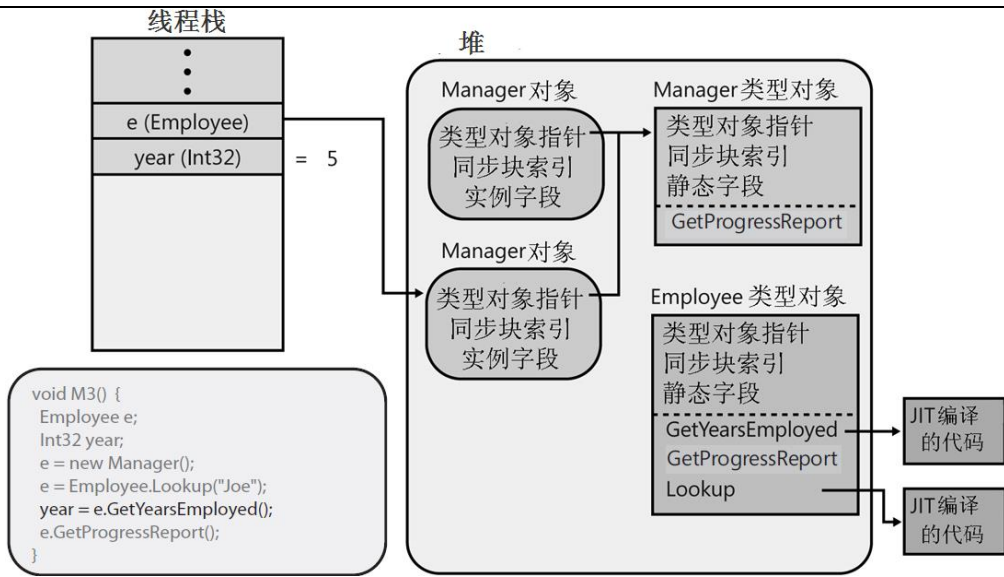 线程栈
e (Employee)
year (Int32)
= 5
void M3() {
Employee e;
Int32 year;
e = new Manager();
e = Employee.Lookup("Joe");
year = e.GetYearsEmployed();
e.GetProgressReport();
}
堆
Manager对象
类型对象指针
同步块索引
实例字段
Manager对象
类型对象指针
同步块索引
实例字段
Manager类型对象
类型对象指针
同步块索引
静态字段
GetProgressReport
Employee 类型对象
类型对象指针
同步块索引
静态字段
GetYearsEmployed
GetProgressReport
Lookup
JIT编译
的代码
JIT编译
的代码